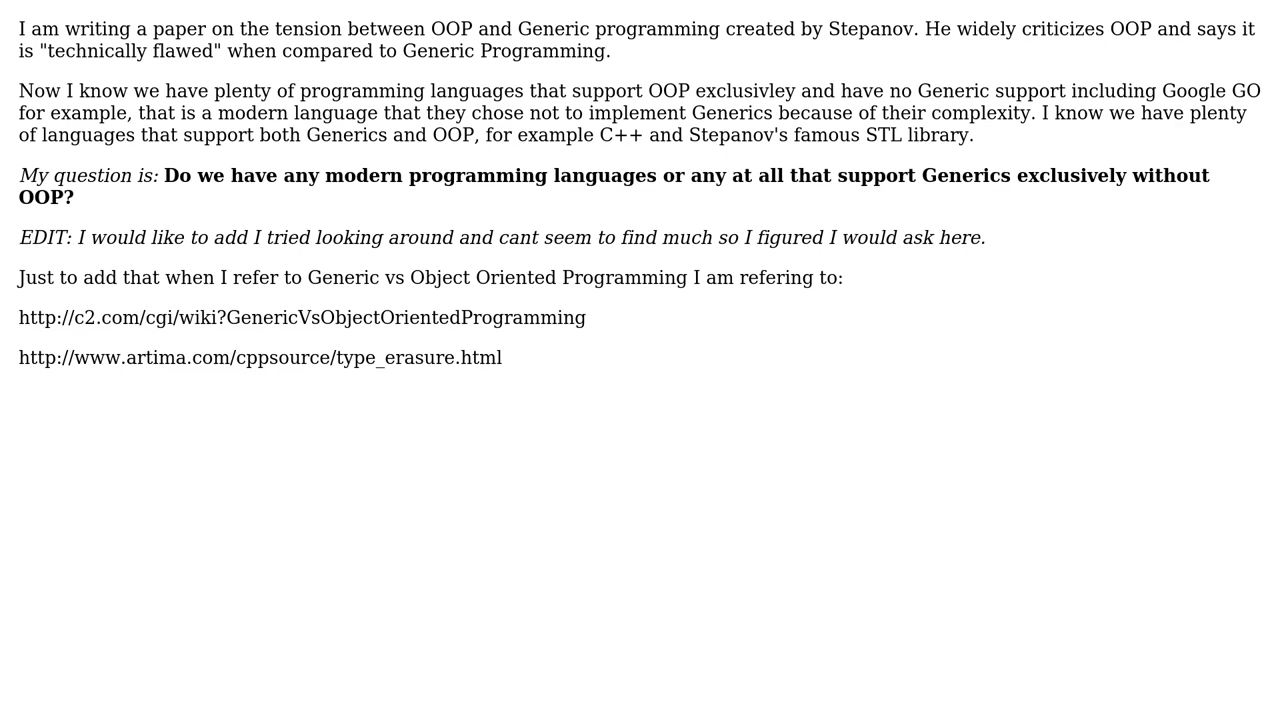 I am writing a paper on the tension between OOP and Generic programming created by Stepanov. He widely criticizes OOP and says it
is "technically flawed" when compared to Generic Programming.
Now I know we have plenty of programming languages that support OOP exclusivley and have no Generic support including Google GO
for example, that is a modern language that they chose not to implement Generics because of their complexity. I know we have plenty
of languages that support both Generics and OOP, for example C++ and Stepanov's famous STL library.
My question is: Do we have any modern programming languages or any at all that support Generics exclusively without
OOP?
EDIT: I would like to add I tried looking around and cant seem to find much so I figured I would ask here.
Just to add that when I refer to Generic vs Object Oriented Programming I am refering to:
http://c2.com/cgi/wiki?GenericVsObjectOrientedProgramming
http://www.artima.com/cppsource/type_erasure.html